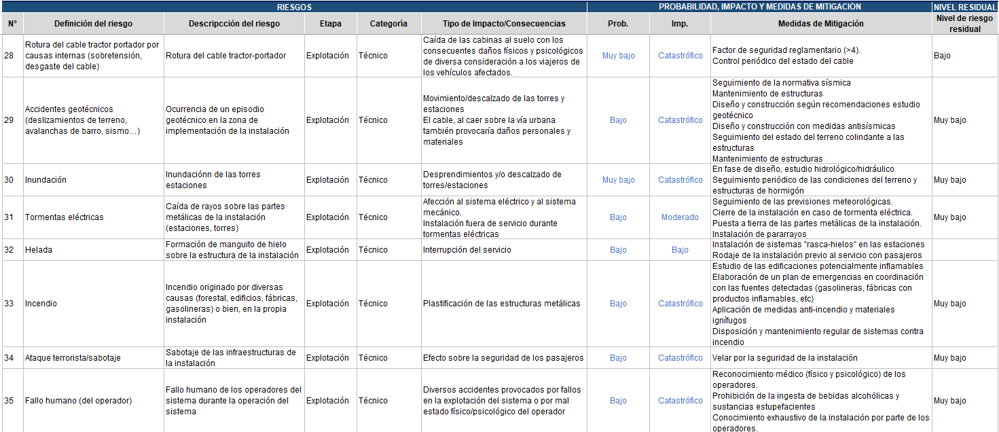 RIESGOS
PROBABILIDAD, IMPACTO Y MEDIDAS DE MITIGACIÓN
NIVEL RESIDUAL
N°
Definición del riesgo
Descripcción del riesgo
Etapa
Categoría
Tipo de Impacto/Consecuencias
Prob.
Imp.
Medidas de Mitigación
Nivel de riesgo
residual
28
Rotura del cable tractor portador por
causas internas (sobretensión,
desgaste del cable)
Rotura del cable tractor-portador
Explotación
Técnico
Caída de las cabinas al suelo con los
consecuentes daños físicos y psicológicos
de diversa consideración a los viajeros de
los vehículos afectados.
Muy bajo
Catastrófico
Factor de seguridad reglamentario (>4).
Control periódico del estado del cable
Bajo
29
Accidentes geotécnicos
(deslizamientos de terreno,
avalanchas de barro, sismo...)
Ocurrencia de un episodio
geotécnico en la zona de
implementación de la instalación
Explotación
Técnico
Movimiento/descalzado de las torres y
estaciones
El cable, al caer sobre la vía urbana
también provocaría daños personales y
materiales
Bajo
Catastrófico
Seguimiento de la normativa sísmica
Mantenimiento de estructuras
Diseño y construcción según recomendaciones estudio
geotécnico
Diseño y construcción con medidas antisísmicas
Seguimiento del estado del terreno colindante a las
estructuras
Mantenimiento de estructuras
Muy bajo
30
Inundación
Inundaciónn de las torres
estaciones
Explotación
Técnico
Desprendimientos y/o descalzado de
torres/estaciones
Muy bajo
Catastrófico
En fase de diseño, estudio hidrológico/hidráulico
Seguimiento periódico de las condiciones del terreno y
estructuras de hormigón
Muy bajo
31
Tormentas eléctricas
Caída de rayos sobre las partes
metálicas de la instalación
(estaciones, torres)
Explotación
Técnico
Afección al sistema eléctrico y al sistema
mecánico.
Instalación fuera de servicio durante
tormentas eléctricas
Bajo
Moderado
Seguimiento de las previsiones meteorológicas.
Cierre de la instalación en caso de tormenta eléctrica.
Puesta a tierra de las partes metálicas de la instalación.
Instalación de pararrayos
Muy bajo
32
Helada
Formación de manguito de hielo
sobre la estructura de la instalación
Explotación
Técnico
Interrupción del servicio
Bajo
Bajo
Instalación de sistemas "rasca-hielos" en las estaciones
Rodaje de la instalación previo al servicio con pasajeros
33
Incendio
Incendio originado por diversas
causas (forestal, edificios, fábricas,
gasolineras) o bien, en la propia
instalación
Explotación
Técnico
Plastificación de las estructuras metálicas
Bajo
Catastrófico
Estudio de las edificaciones potencialmente inflamables
Elaboración de un plan de emergencias en coordinación
con las fuentes detectadas (gasolineras, fábricas con
productos inflamables, etc)
Aplicación de medidas anti-incendio y materiales
ignífugos
Disposición y mantenimiento regular de sistemas contra
incendio
Muy bajo
34
Ataque terrorista/sabotaje
Sabotaje de las infraestructuras de
la instalación
Explotación
Técnico
Efecto sobre la seguridad de los pasajeros
Bajo
Catastrófico
Velar por la seguridad de la instalación
Muy bajo
35
Fallo humano (del operador)
Fallo humano de los operadores del
sistema durante la operación del
sistema
Explotación
Técnico
Diversos accidentes provocados por fallos
en la explotación del sistema o por mal
estado físico/psicológico del operador
Bajo
Catastrófico
Reconocimiento médico (físico y psicológico) de los
operadores.
Prohibición de la ingesta de bebidas alcohólicas y
sustancias estupefacientes
Conocimiento exhaustivo de la instalación por parte de los
operadores.
Muy bajo